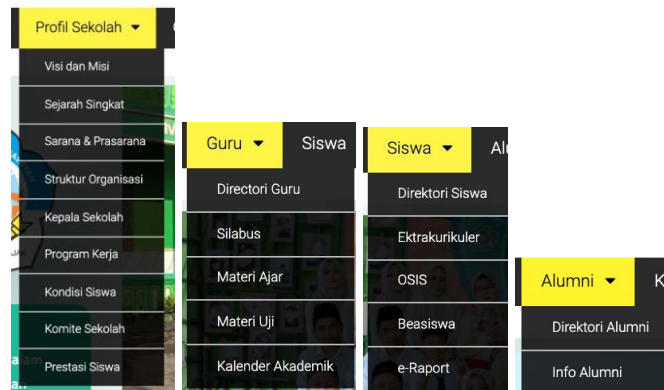 Profil Sekolah
Visi dan Misi
Sejarah Singkat
Sarana & Prasarana
Struktur Organisasi
Kepala Sekolah
Program Kerja
Kondisi Siswa
Komite Sekolah
Prestasi Siswa
Guru Siswa
Directori Guru
Silabus
Materi Ajar
Materi Uji
Kalender Akademik
Siswa Alu
Direktori Siswa
Ektrakurikuler
OSIS
Beasiswa
e-Raport
Alumni K
Direktori Alumni
Info Alumni